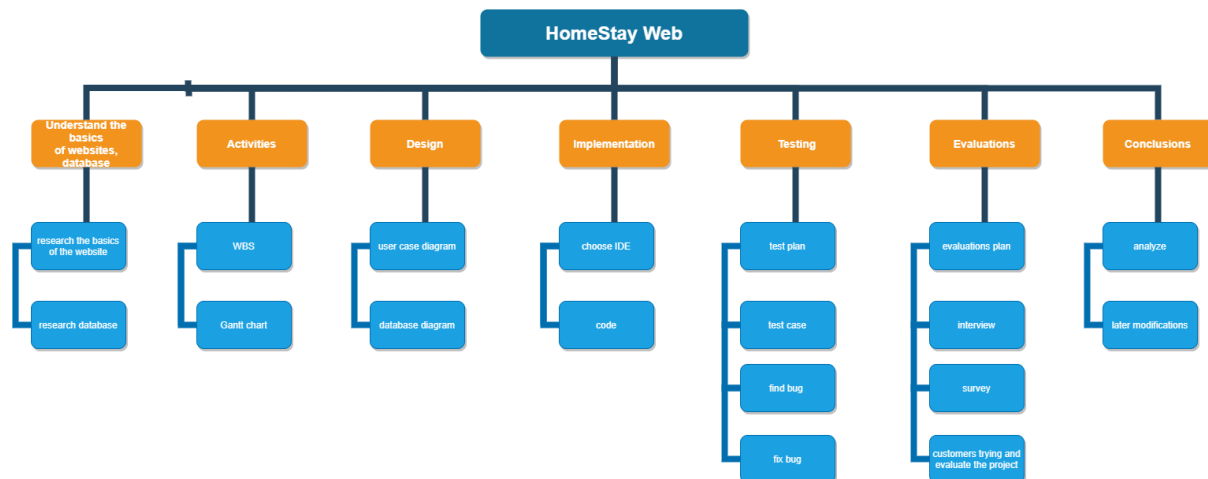 HomeStay Web
Understand the
basics
of websites,
database
Activities
Design
Implementation
Testing
Evaluations
Conclusions
research the basics
of the website
WBS
user case diagram
choose IDE
test plan
evaluations plan
analyze
research database
Gantt chart
database diagram
code
test case
interview
later modifications
find bug
survey
fix bug
customers trying and
evaluate the project